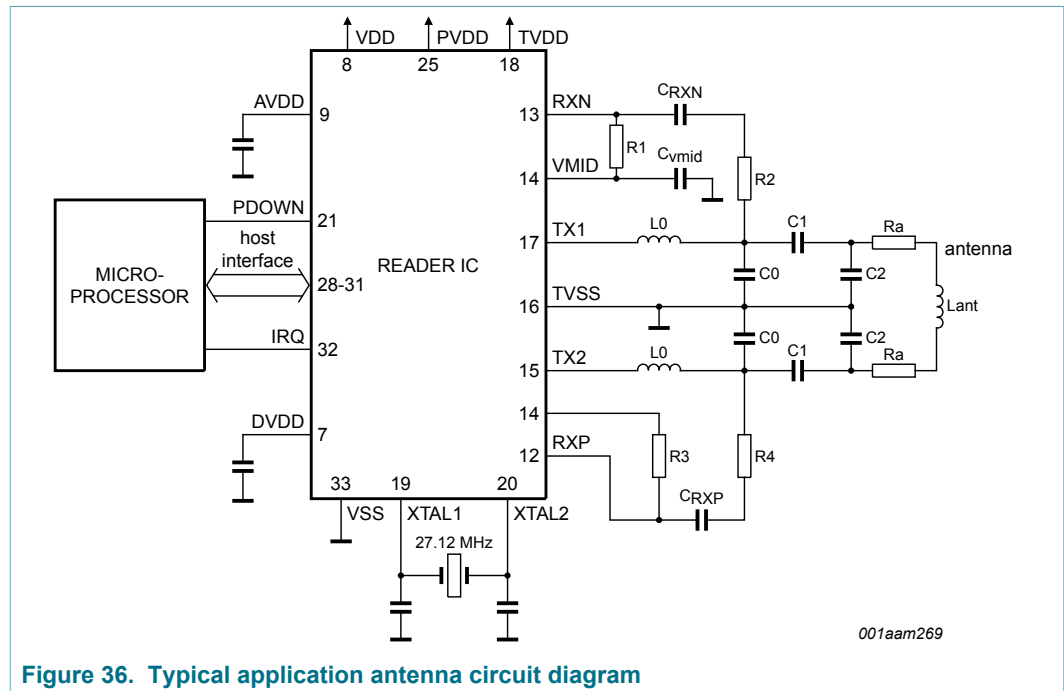 VDD PVDD TVDD
8 25 18
AVDD
9
13 RXN
CRXN
R1
14 VMID
Cvmid
R2
PDOWN
21
host
interface
READER IC
MICRO-
PROCESSOR
28-31
17 TX1
L0
C1
Ra
antenna
C0
C2
16 TVSS
Lant
IRQ
32
C0
C2
15 TX2
L0
C1
Ra
14
DVDD
7
12 RXP
R3
R4
CRXP
33 19 20
VSS XTAL1 XTAL2
27.12 MHz
001aam269
Figure 36. Typical application antenna circuit diagram